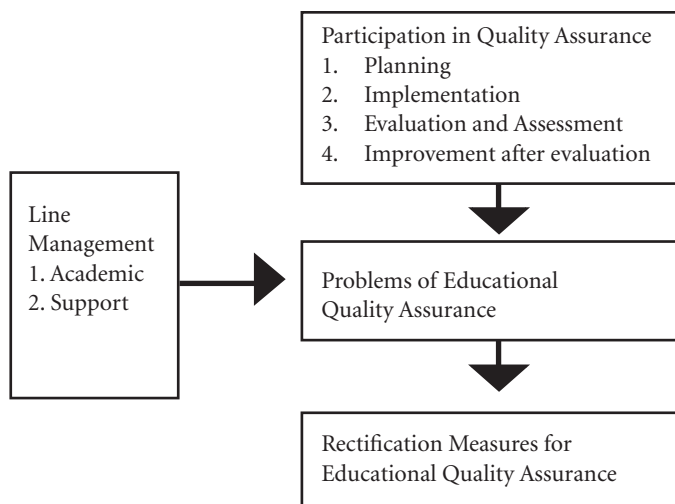 Participation in Quality Assurance
1. Planning
2. Implementation
3. Evaluation and Assessment
4. Improvement after evaluation
Line
Management
1. Academic
2. Support
Problems of Educational
Quality Assurance
Rectification Measures for
Educational Quality Assurance